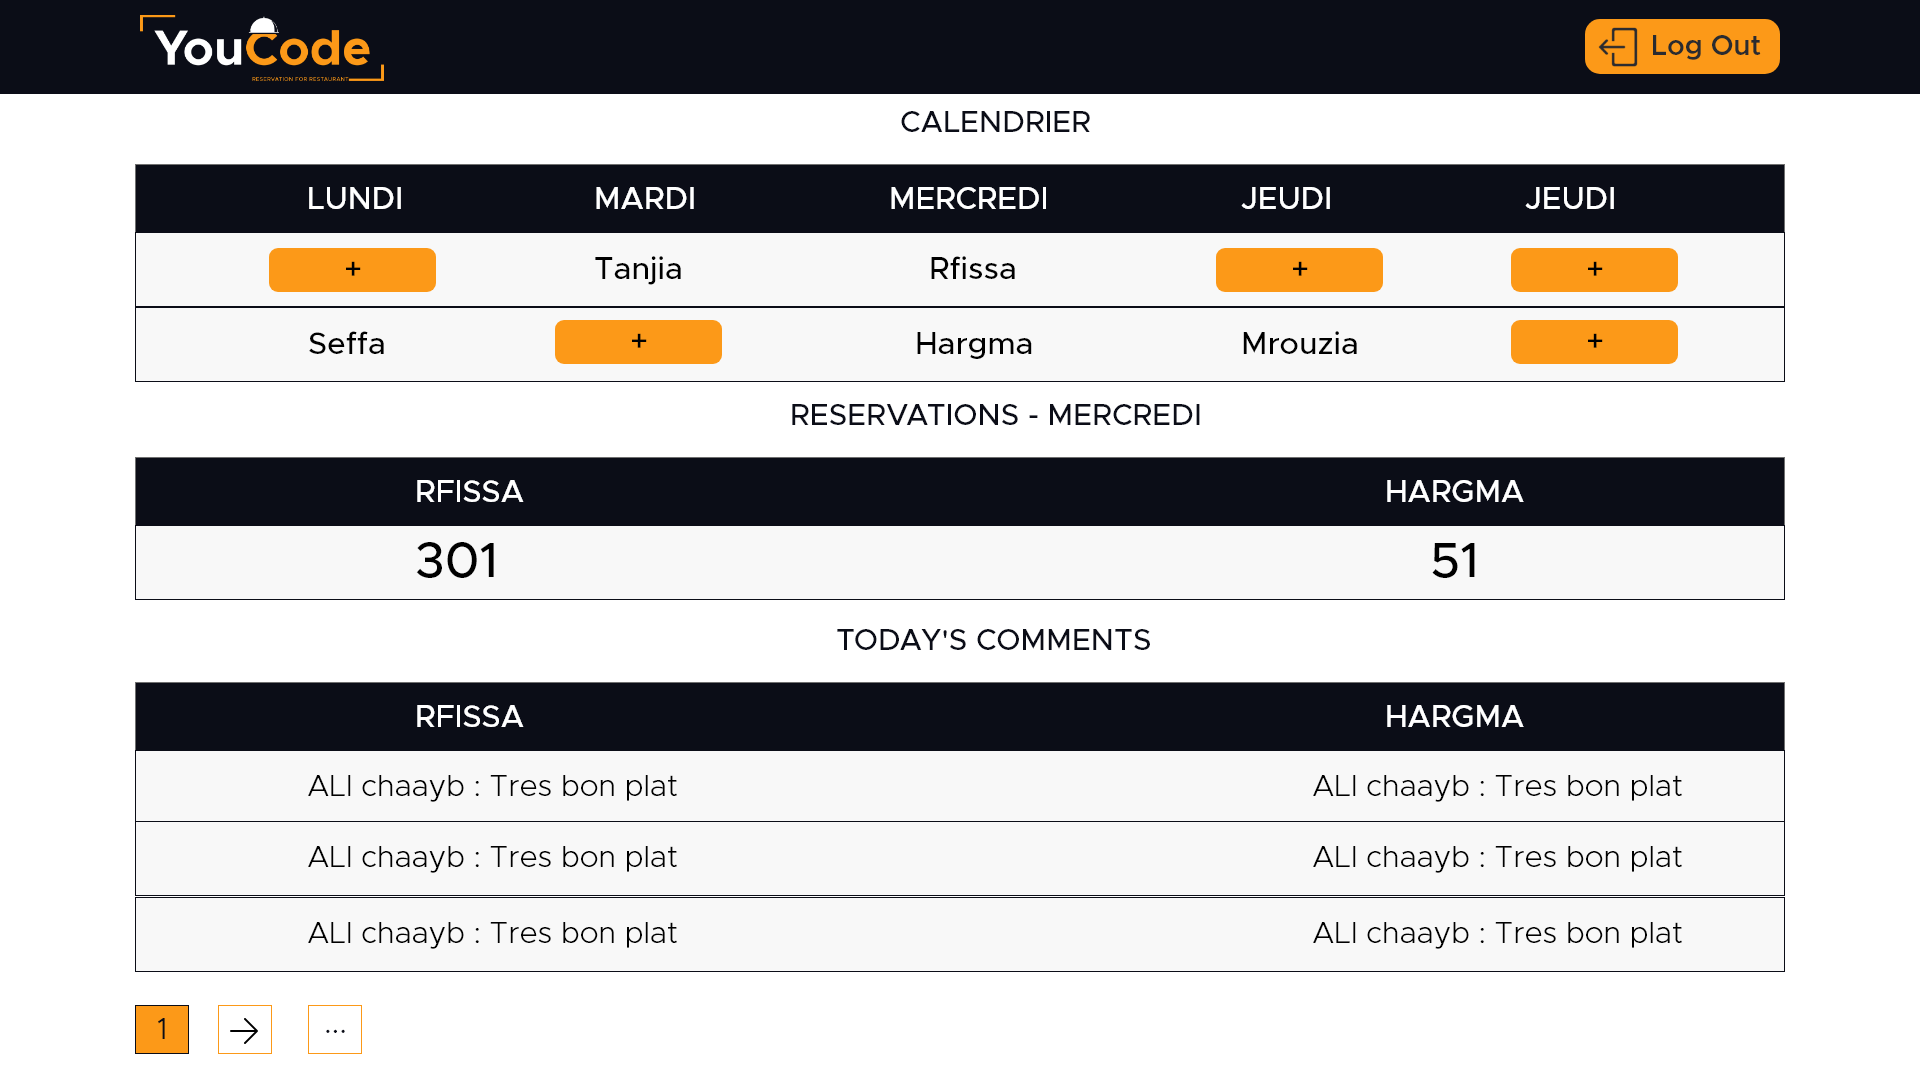 YouCode
RESERVATION FOR RESTAURANT
Log Out
CALENDRIER
LUNDI MARDI MERCREDI JEUDI JEUDI
+ Tanjia Rfissa + +
Seffa + Hargma Mrouzia +
RESERVATIONS - MERCREDI
RFISSA HARGMA
301 51
TODAY'S COMMENTS
RFISSA HARGMA
ALI chaayb : Tres bon plat ALI chaayb : Tres bon plat
ALI chaayb : Tres bon plat ALI chaayb : Tres bon plat
ALI chaayb : Tres bon plat ALI chaayb : Tres bon plat
1 → ...